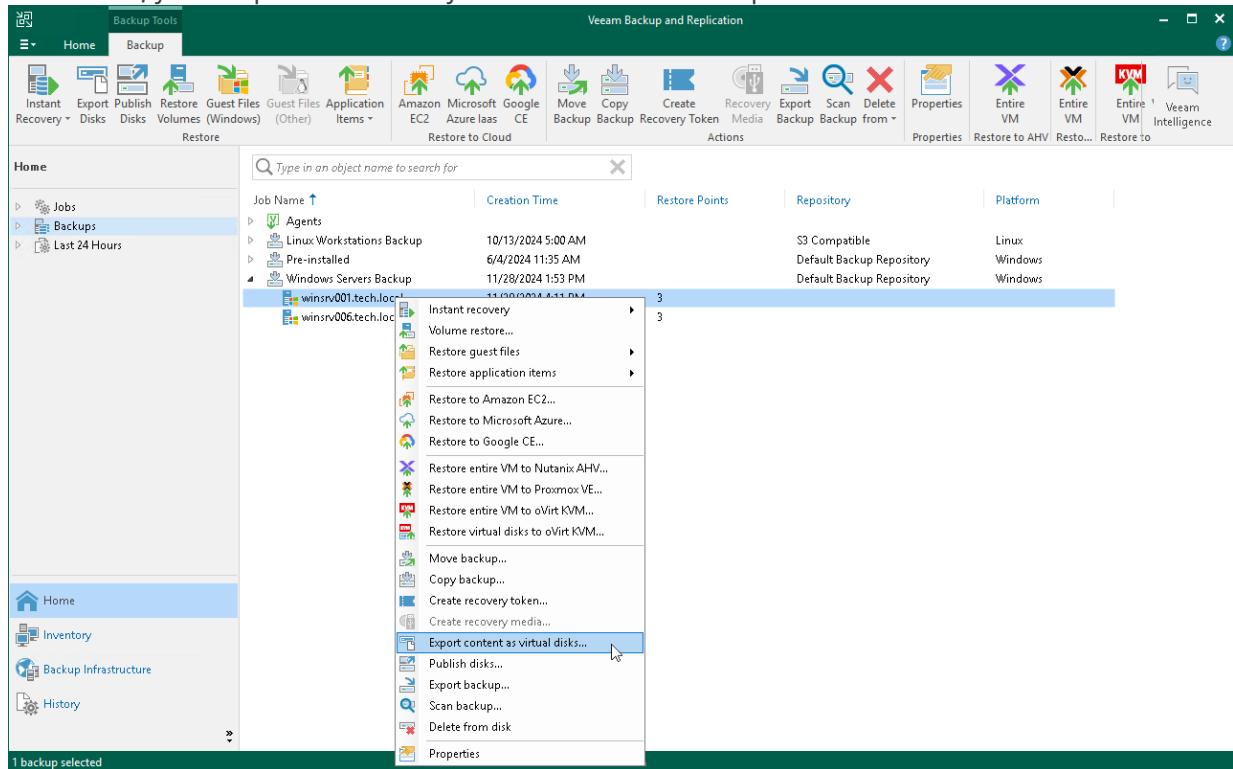 Backup Tools
Veeam Backup and Replication
Home Backup
Instant Recovery
Export Disks
Publish Disks
Restore Volumes
Guest Files (Windows)
Guest Files (Other)
Application Items
Amazon EC2
Microsoft Azure Iaas
Google CE
Move Backup
Copy Backup
Create Recovery Token
Recovery Media
Export Backup
Scan Backup
Delete from
Properties
Entire VM
Entire VM
Entire VM
Veeam Intelligence
Restore
Restore to Cloud
Actions
Properties
Restore to AHV
Resto...
Restore to
Home
Type in an object name to search for
Jobs
Backups
Last 24 Hours
Job Name Creation Time Restore Points Repository Platform
Agents
Linux Workstations Backup 10/13/2024 5:00 AM S3 Compatible Linux
Pre-installed 6/4/2024 11:35 AM Default Backup Repository Windows
Windows Servers Backup 11/28/2024 1:53 PM Default Backup Repository Windows
winsrv001.tech.local 3
winsrv006.tech.loc 3
Instant recovery
Volume restore...
Restore guest files
Restore application items
Restore to Amazon EC2...
Restore to Microsoft Azure...
Restore to Google CE...
Restore entire VM to Nutanix AHV...
Restore entire VM to Proxmox VE...
Restore entire VM to oVirt KVM...
Restore virtual disks to oVirt KVM...
Move backup...
Copy backup...
Create recovery token...
Create recovery media...
Export content as virtual disks...
Publish disks...
Export backup...
Scan backup...
Delete from disk
Properties
Home
Inventory
Backup Infrastructure
History
1 backup selected